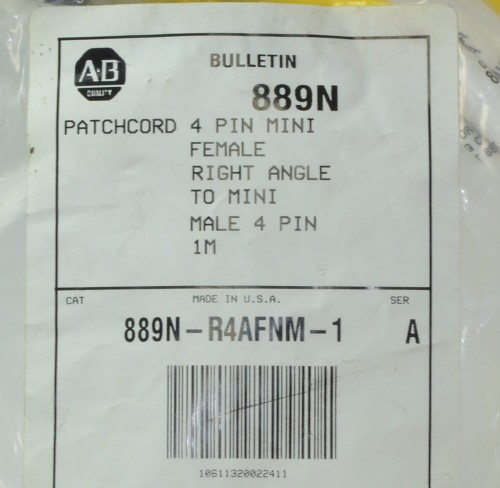 A-B
QUALITY
BULLETIN
889N
PATCHCORD 4 PIN MINI
FEMALE
RIGHT ANGLE
TO MINI
MALE 4 PIN
1M
CAT MADE IN U.S.A. SER
889N-R4AFNM-1 A
10611320022411